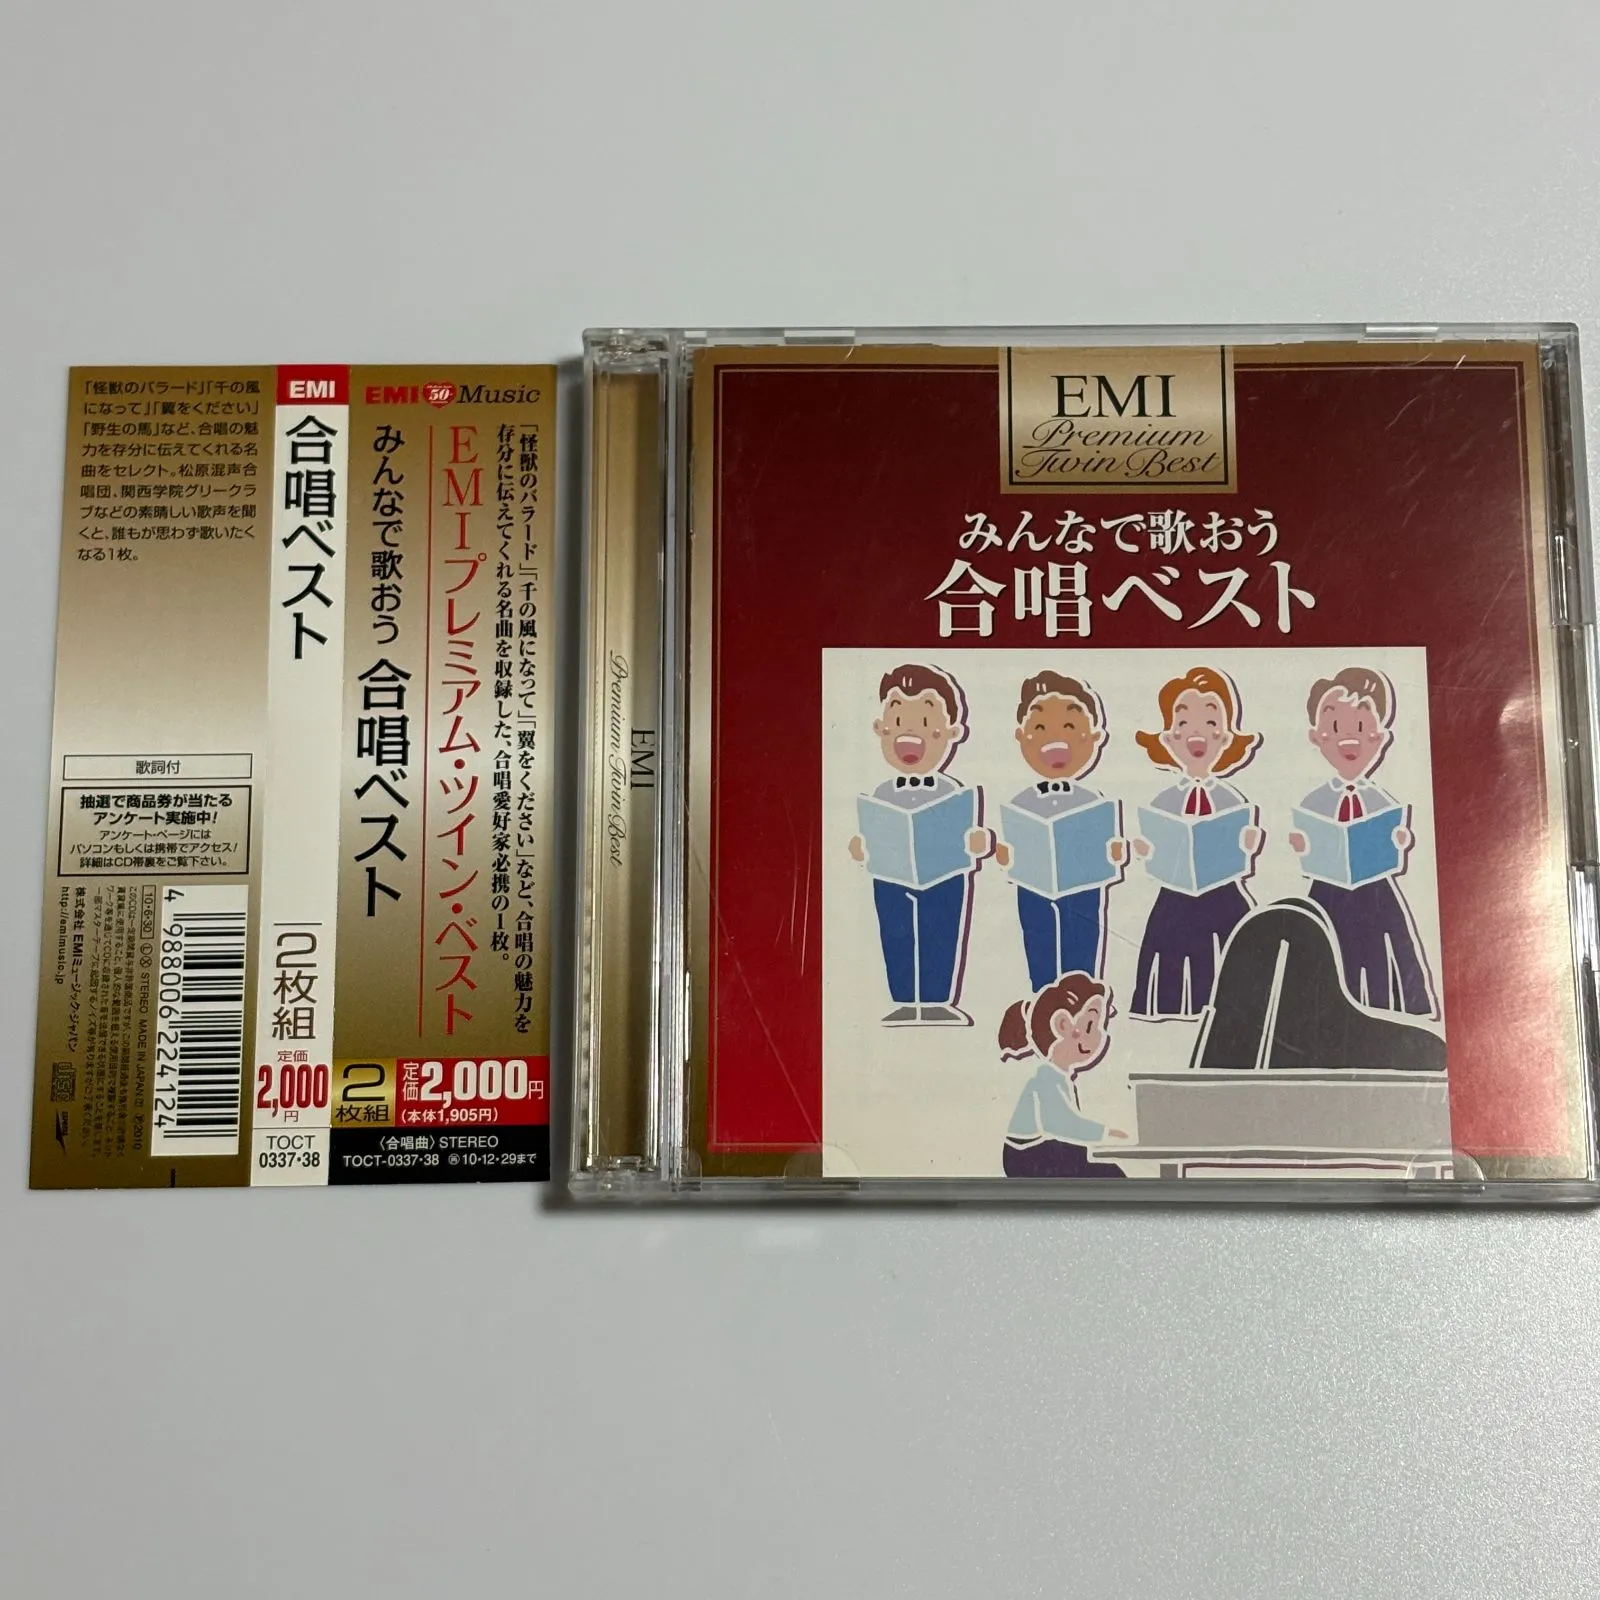 「怪獣のバラード」「千の風
になって」「翼をください」
「野生の馬」など、合唱の魅
力を存分に伝えてくれる名
曲をセレクト。松原混声合
唱団、関西学院グリークラ
ブなどの素晴しい歌声を聞
くと、誰もが思わず歌いたく
なる1枚。
歌詞付
抽選で商品券が当たる
アンケート実施中!
アンケート・ページには
パソコンもしくは携帯でアクセス!
詳細はCD帯裏をご覧下さい。
4988006224124
10・6・30 STEREO MADE IN JAPAN
株式会社 EMIミュージック・ジャパン
http://emimusic.jp
EMI
合唱ベスト
2枚組
定価
2,000
円
TOCT
0337・38
EMI 50 Music
「怪獣のバラード」「千の風になって」「翼をください」など、合唱の魅力を
存分に伝えてくれる名曲を収録した、合唱愛好家必携の1枚。
EMIプレミアム・ツイン・ベスト
みんなで歌おう 合唱ベスト
2
枚組
定価2,000円
(本体1,905円)
〈合唱曲〉STEREO
TOCT-0337・38 10・12・29まで
EMI
Premium Twin Best
EMI
Premium
Twin Best
みんなで歌おう
合唱ベスト